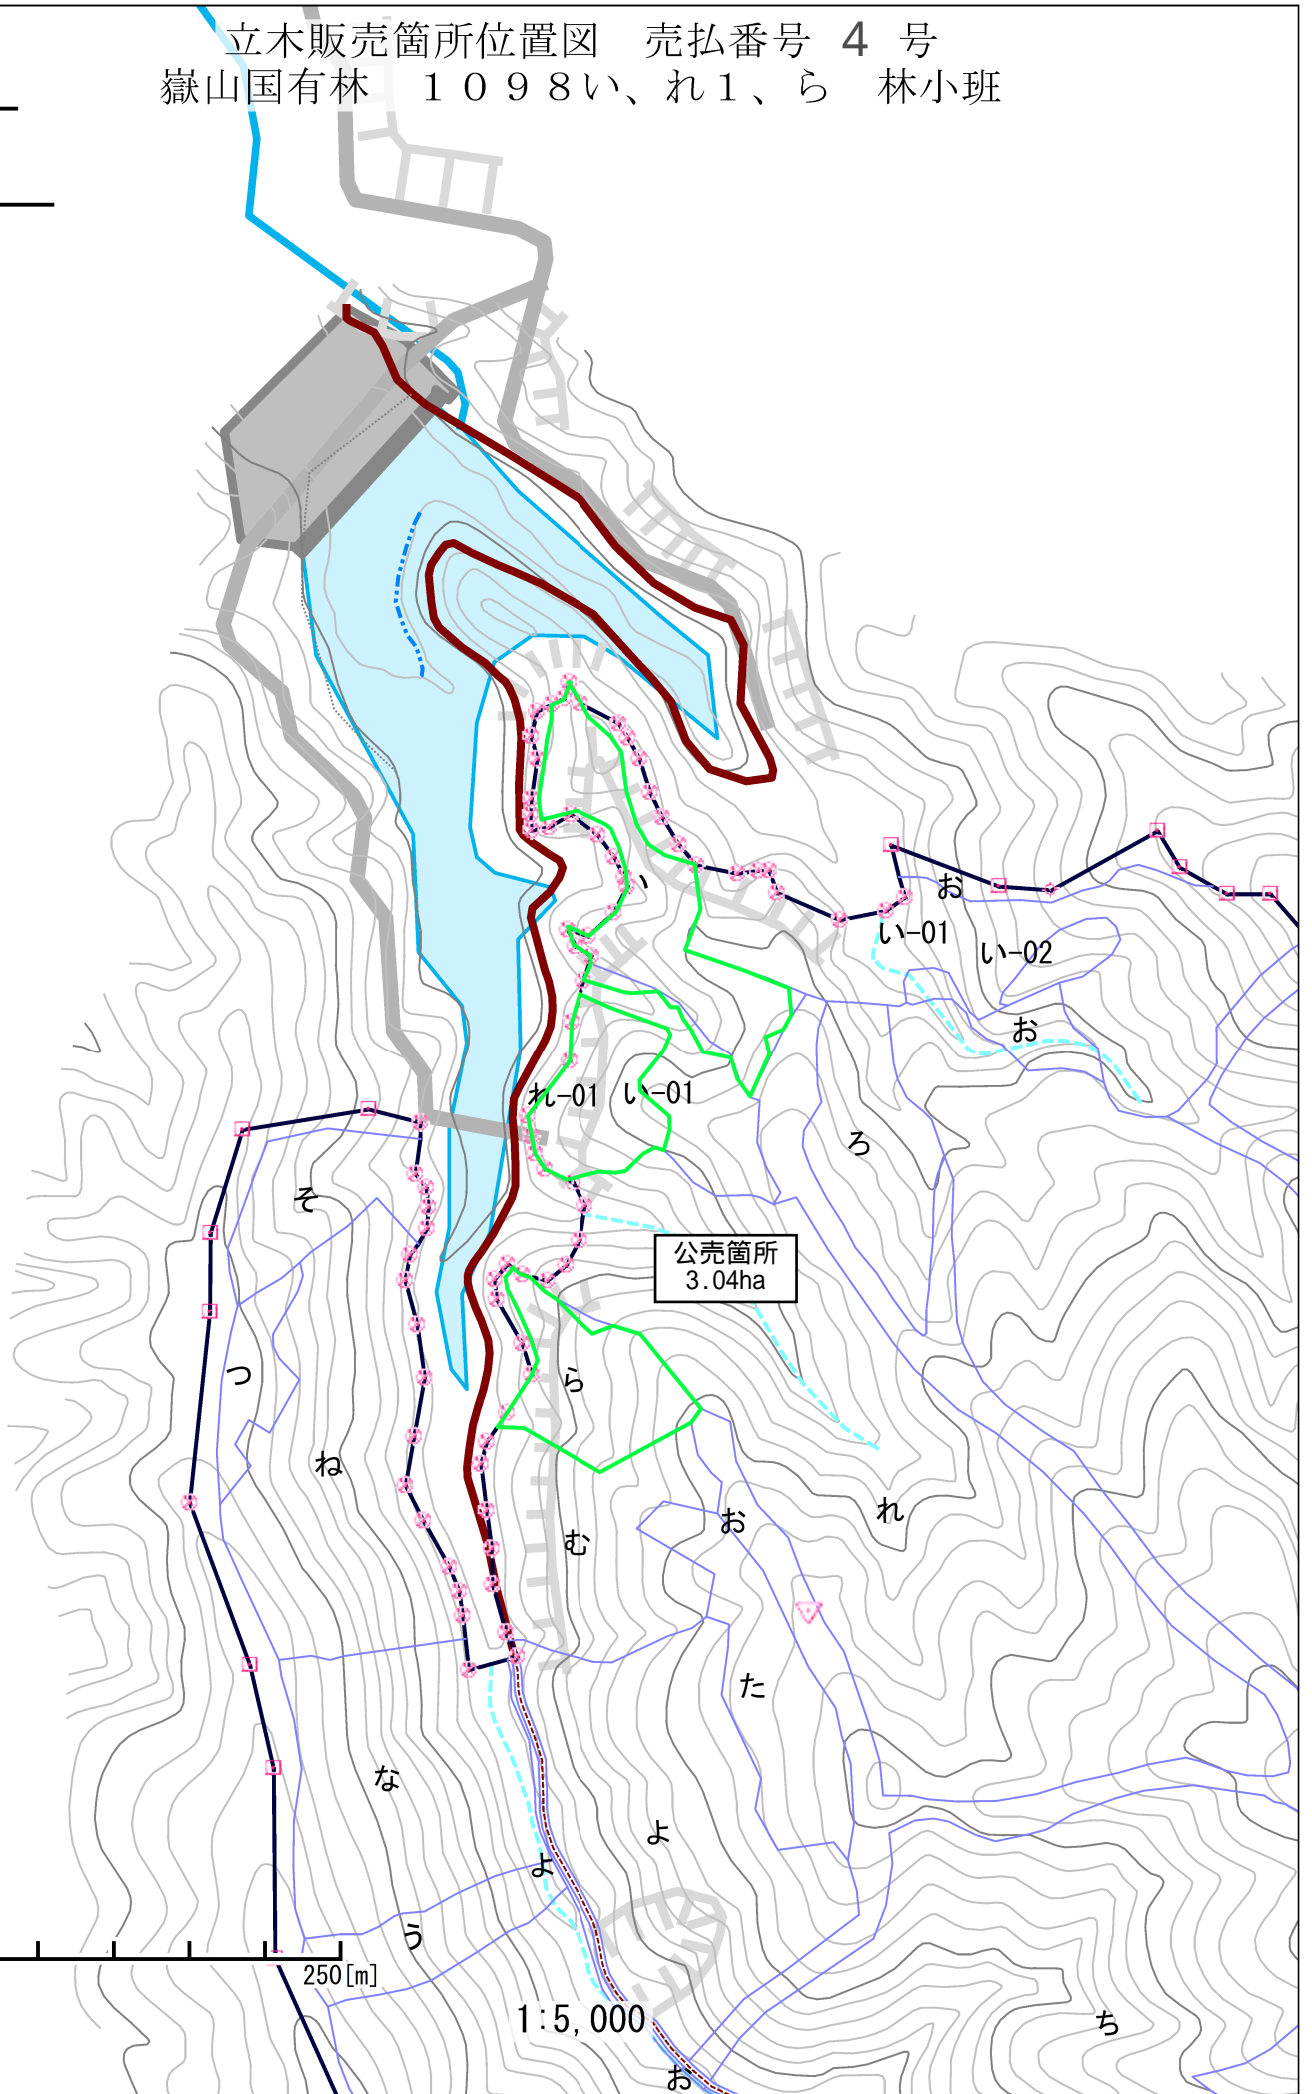 立木販売箇所位置図　売払番号　4　号
嶽山国有林　１０９８い、れ１、ら　林小班
い
お
い-01
い-02
お
れ-01
い-01
ろ
そ
公売箇所
3.04ha
つ
ら
ね
れ
お
む
た
な
よ
よ
う
250[m]
1:5,000
ち
お